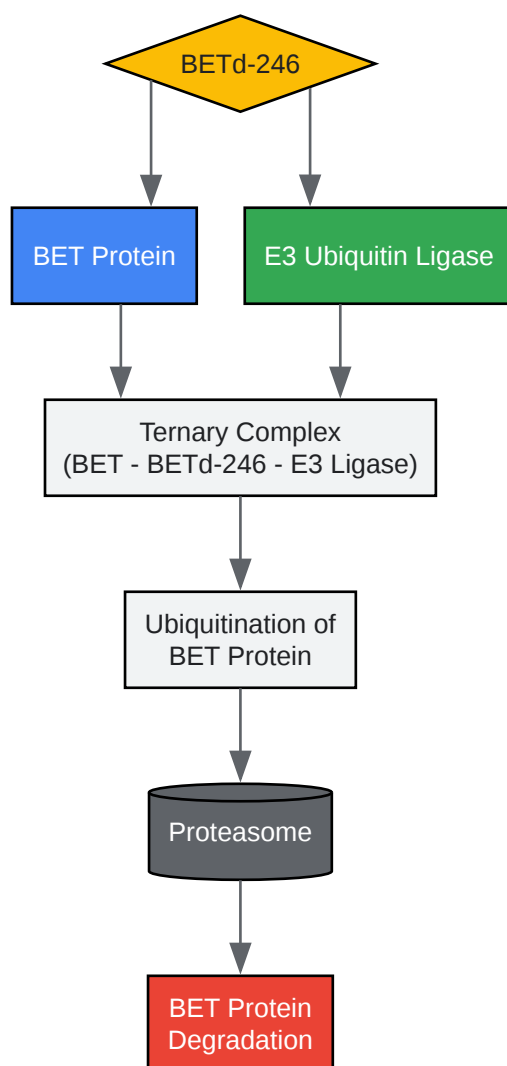 BETd-246
BET Protein
E3 Ubiquitin Ligase
Ternary Complex
(BET - BETd-246 - E3 Ligase)
Ubiquitination of
BET Protein
Proteasome
BET Protein
Degradation